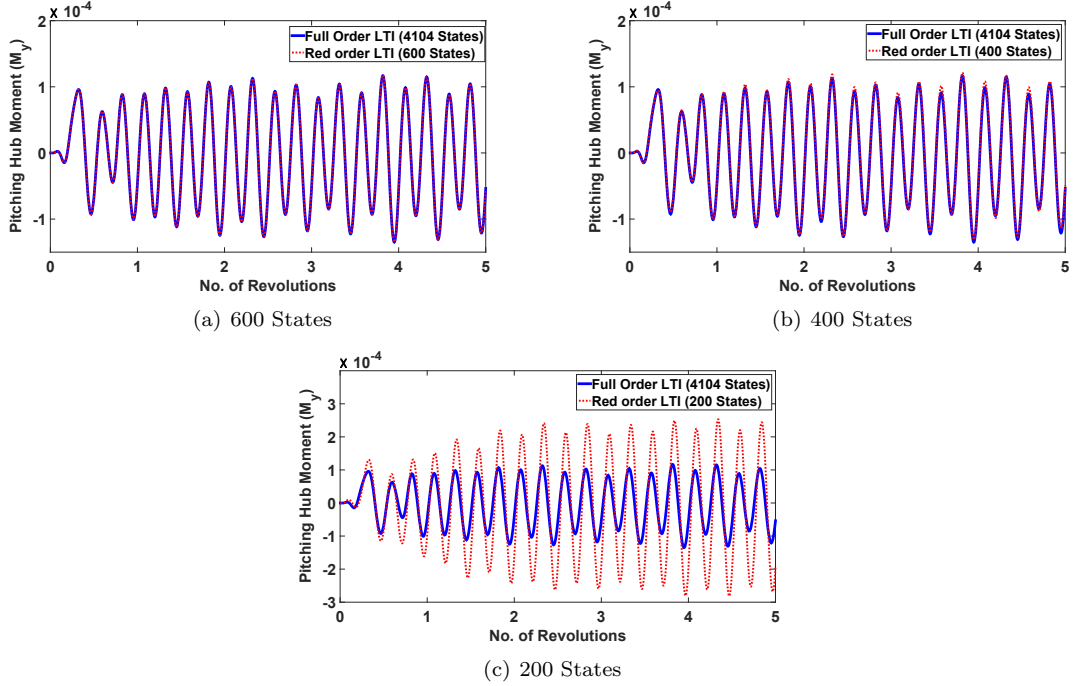 × 10^-4
2
1
0
-1
Pitching Hub Moment (M_y)
Full Order LTI (4104 States)
Red order LTI (600 States)
0 1 2 3 4 5
No. of Revolutions
(a) 600 States
× 10^-4
2
1
0
-1
Pitching Hub Moment (M_y)
Full Order LTI (4104 States)
Red order LTI (400 States)
0 1 2 3 4 5
No. of Revolutions
(b) 400 States
× 10^-4
3
2
1
0
-1
-2
-3
Pitching Hub Moment (M_y)
Full Order LTI (4104 States)
Red order LTI (200 States)
0 1 2 3 4 5
No. of Revolutions
(c) 200 States